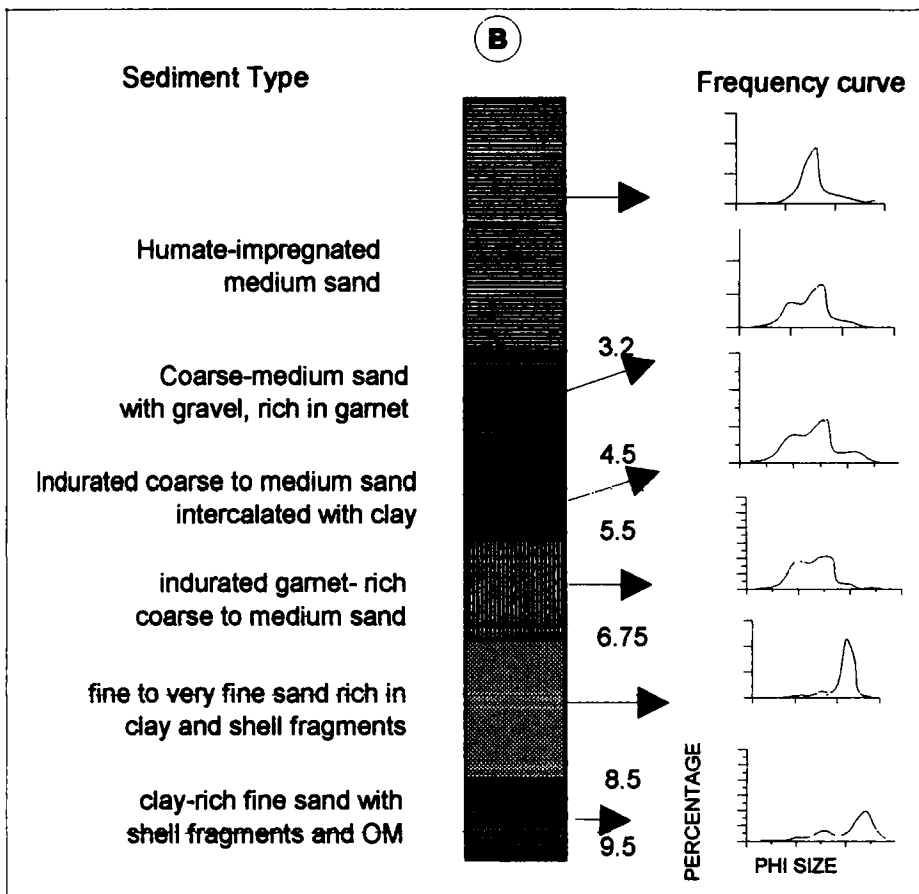 B
Sediment Type
Frequency curve
Humate-impregnated
medium sand
3.2
Coarse-medium sand
with gravel, rich in garnet
4.5
Indurated coarse to medium sand
intercalated with clay
5.5
indurated garnet- rich
coarse to medium sand
6.75
fine to very fine sand rich in
clay and shell fragments
8.5
clay-rich fine sand with
shell fragments and OM
9.5
PERCENTAGE
PHI SIZE